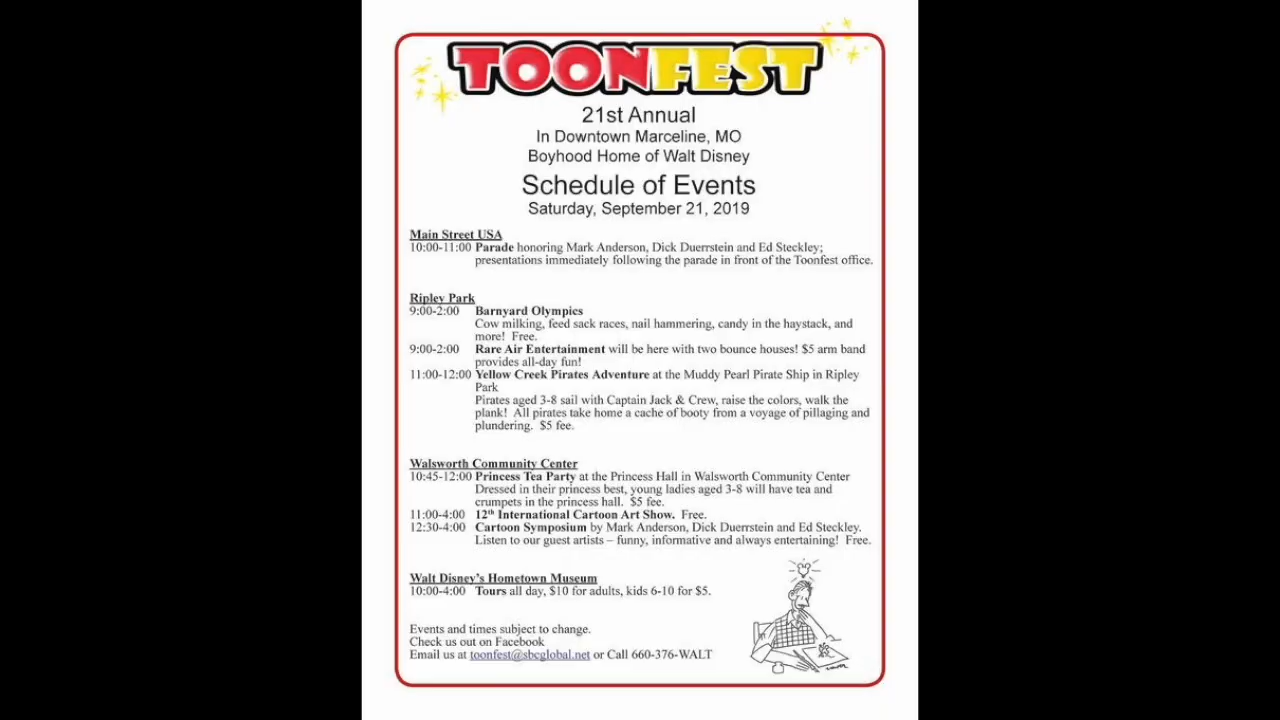 TOONFEST
21st Annual
In Downtown Marceline, MO
Boyhood Home of Walt Disney
Schedule of Events
Saturday, September 21, 2019
Main Street USA
10:00-11:00 Parade honoring Mark Anderson, Dick Duerrstein and Ed Steckley;
presentations immediately following the parade in front of the Toonfest office.
Ripley Park
9:00-2:00 Barnyard Olympics
Cow milking, feed sack races, nail hammering, candy in the haystack, and
more! Free.
9:00-2:00 Rare Air Entertainment will be here with two bounce houses! $5 arm band
provides all-day fun!
11:00-12:00 Yellow Creek Pirates Adventure at the Muddy Pearl Pirate Ship in Ripley
Park
Pirates aged 3-8 sail with Captain Jack & Crew, raise the colors, walk the
plank! All pirates take home a cache of booty from a voyage of pillaging and
plundering. $5 fee.
Walsworth Community Center
10:45-12:00 Princess Tea Party at the Princess Hall in Walsworth Community Center
Dressed in their princess best, young ladies aged 3-8 will have tea and
crumpets in the princess hall. $5 fee.
11:00-4:00 12th International Cartoon Art Show. Free.
12:30-4:00 Cartoon Symposium by Mark Anderson, Dick Duerrstein and Ed Steckley.
Listen to our guest artists – funny, informative and always entertaining! Free.
Walt Disney's Hometown Museum
10:00-4:00 Tours all day, $10 for adults, kids 6-10 for $5.
Events and times subject to change.
Check us out on Facebook
Email us at toonfest@sbcglobal.net or Call 660-376-WALT